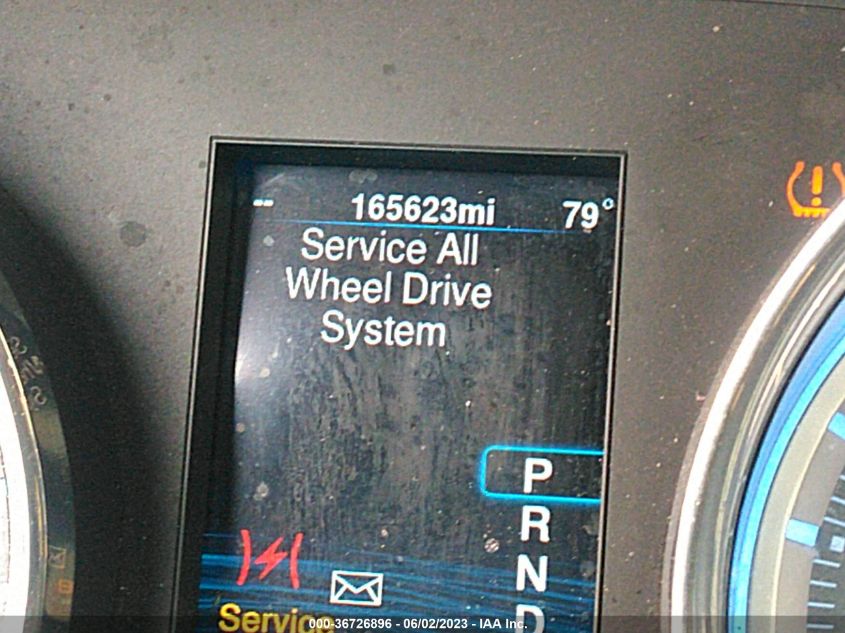 -- 165623mi 79°
Service All
Wheel Drive
System
P
R
N
D
Service
000-36726896 - 06/02/2023 - IAA Inc.